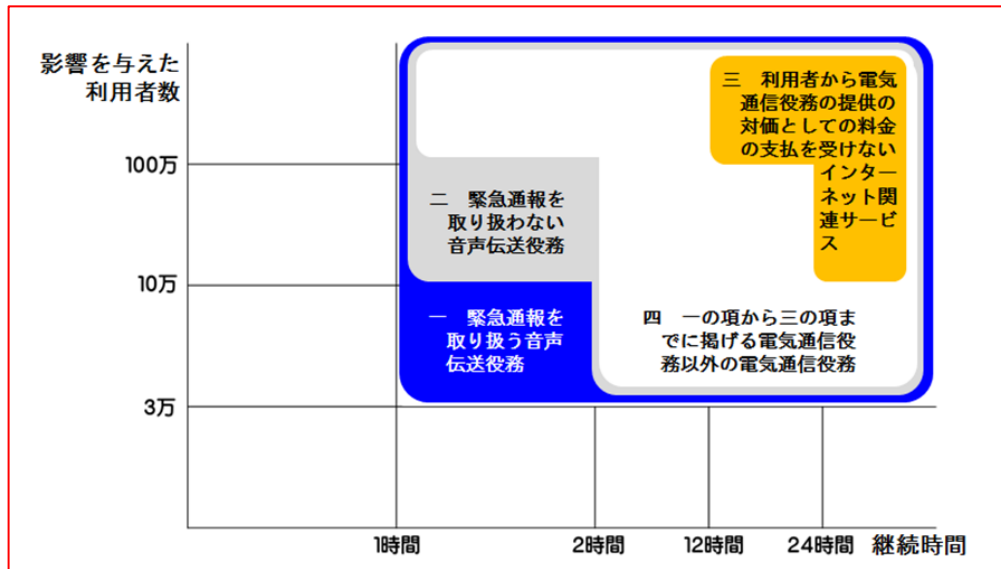 影響を与えた
利用者数
三　利用者から電気
通信役務の提供の
対価としての料金
の支払を受けない
インター
ネット関
連サービ
ス
100万
二　緊急通報を
取り扱わない
音声伝送役務
10万
一　緊急通報を
取り扱う音声
伝送役務
四　一の項から三の項ま
でに掲げる電気通信役
務以外の電気通信役務
3万
1時間
2時間
12時間
24時間
継続時間